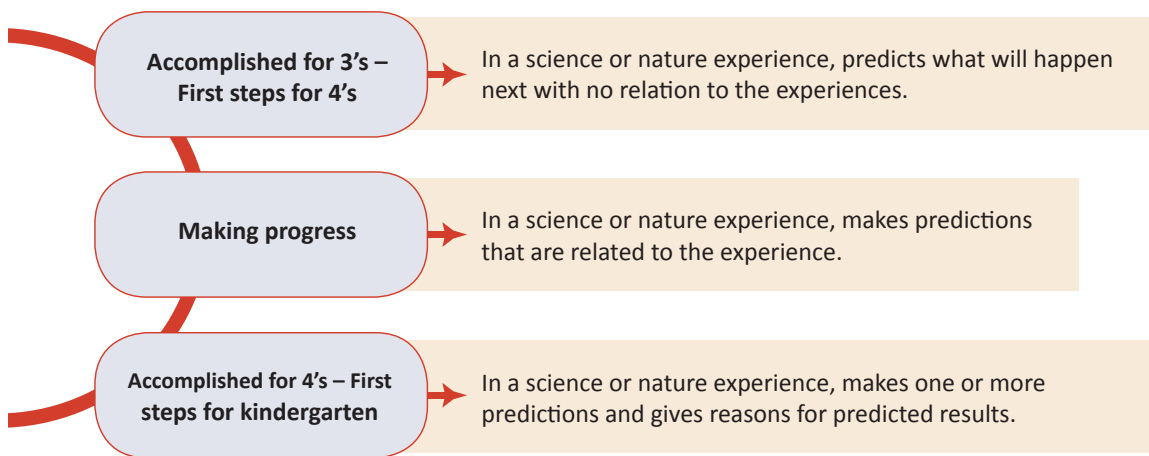 Accomplished for 3's –
First steps for 4's
In a science or nature experience, predicts what will happen
next with no relation to the experiences.
Making progress
In a science or nature experience, makes predictions
that are related to the experience.
Accomplished for 4's – First
steps for kindergarten
In a science or nature experience, makes one or more
predictions and gives reasons for predicted results.